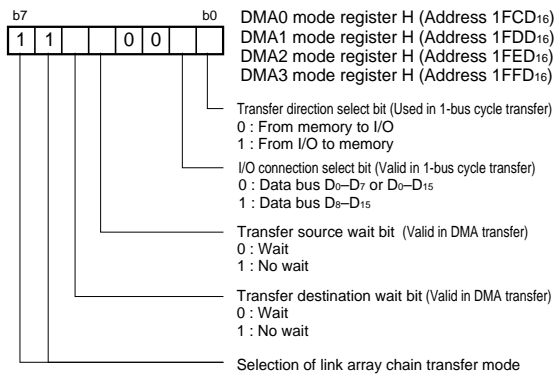 b7 b0
1 1 0 0
DMA0 mode register H (Address 1FCD16)
DMA1 mode register H (Address 1FDD16)
DMA2 mode register H (Address 1FED16)
DMA3 mode register H (Address 1FFD16)
Transfer direction select bit (Used in 1-bus cycle transfer)
0 : From memory to I/O
1 : From I/O to memory
I/O connection select bit (Valid in 1-bus cycle transfer)
0 : Data bus D0–D7 or D0–D15
1 : Data bus D8–D15
Transfer source wait bit (Valid in DMA transfer)
0 : Wait
1 : No wait
Transfer destination wait bit (Valid in DMA transfer)
0 : Wait
1 : No wait
Selection of link array chain transfer mode